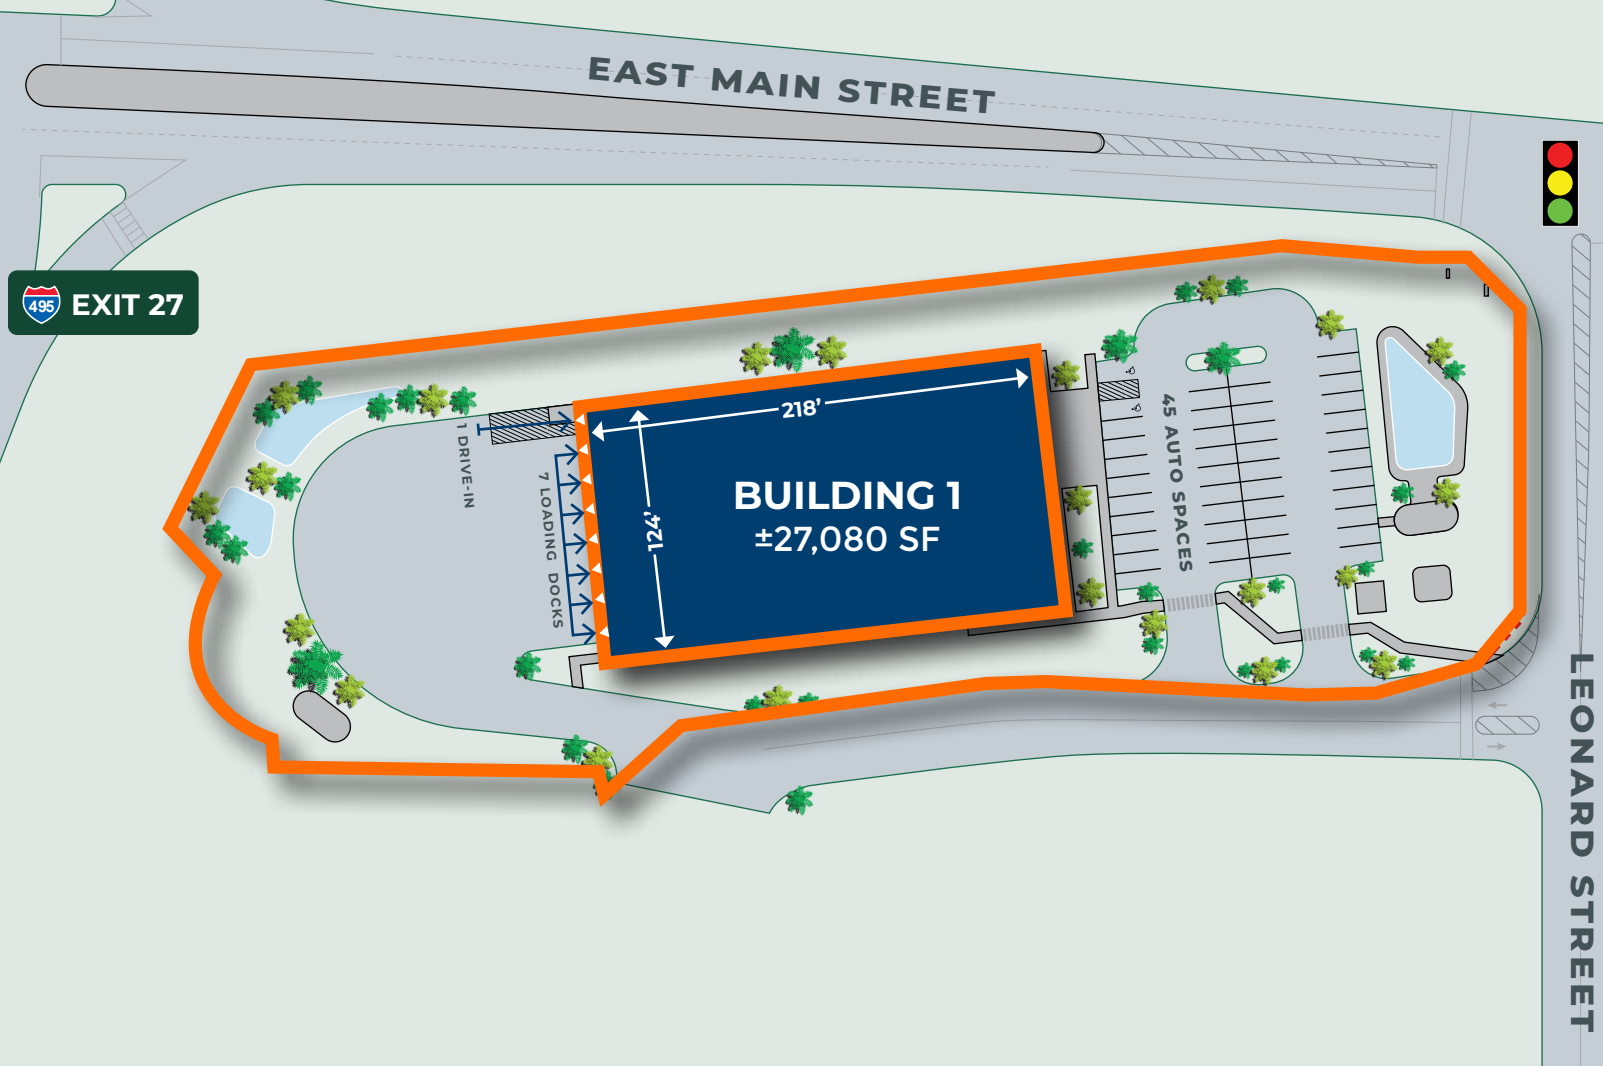 EAST MAIN STREET
495 EXIT 27
218'
1 DRIVE-IN
45 AUTO SPACES
7 LOADING DOCKS
BUILDING 1
±27,080 SF
124'
LEONARD STREET